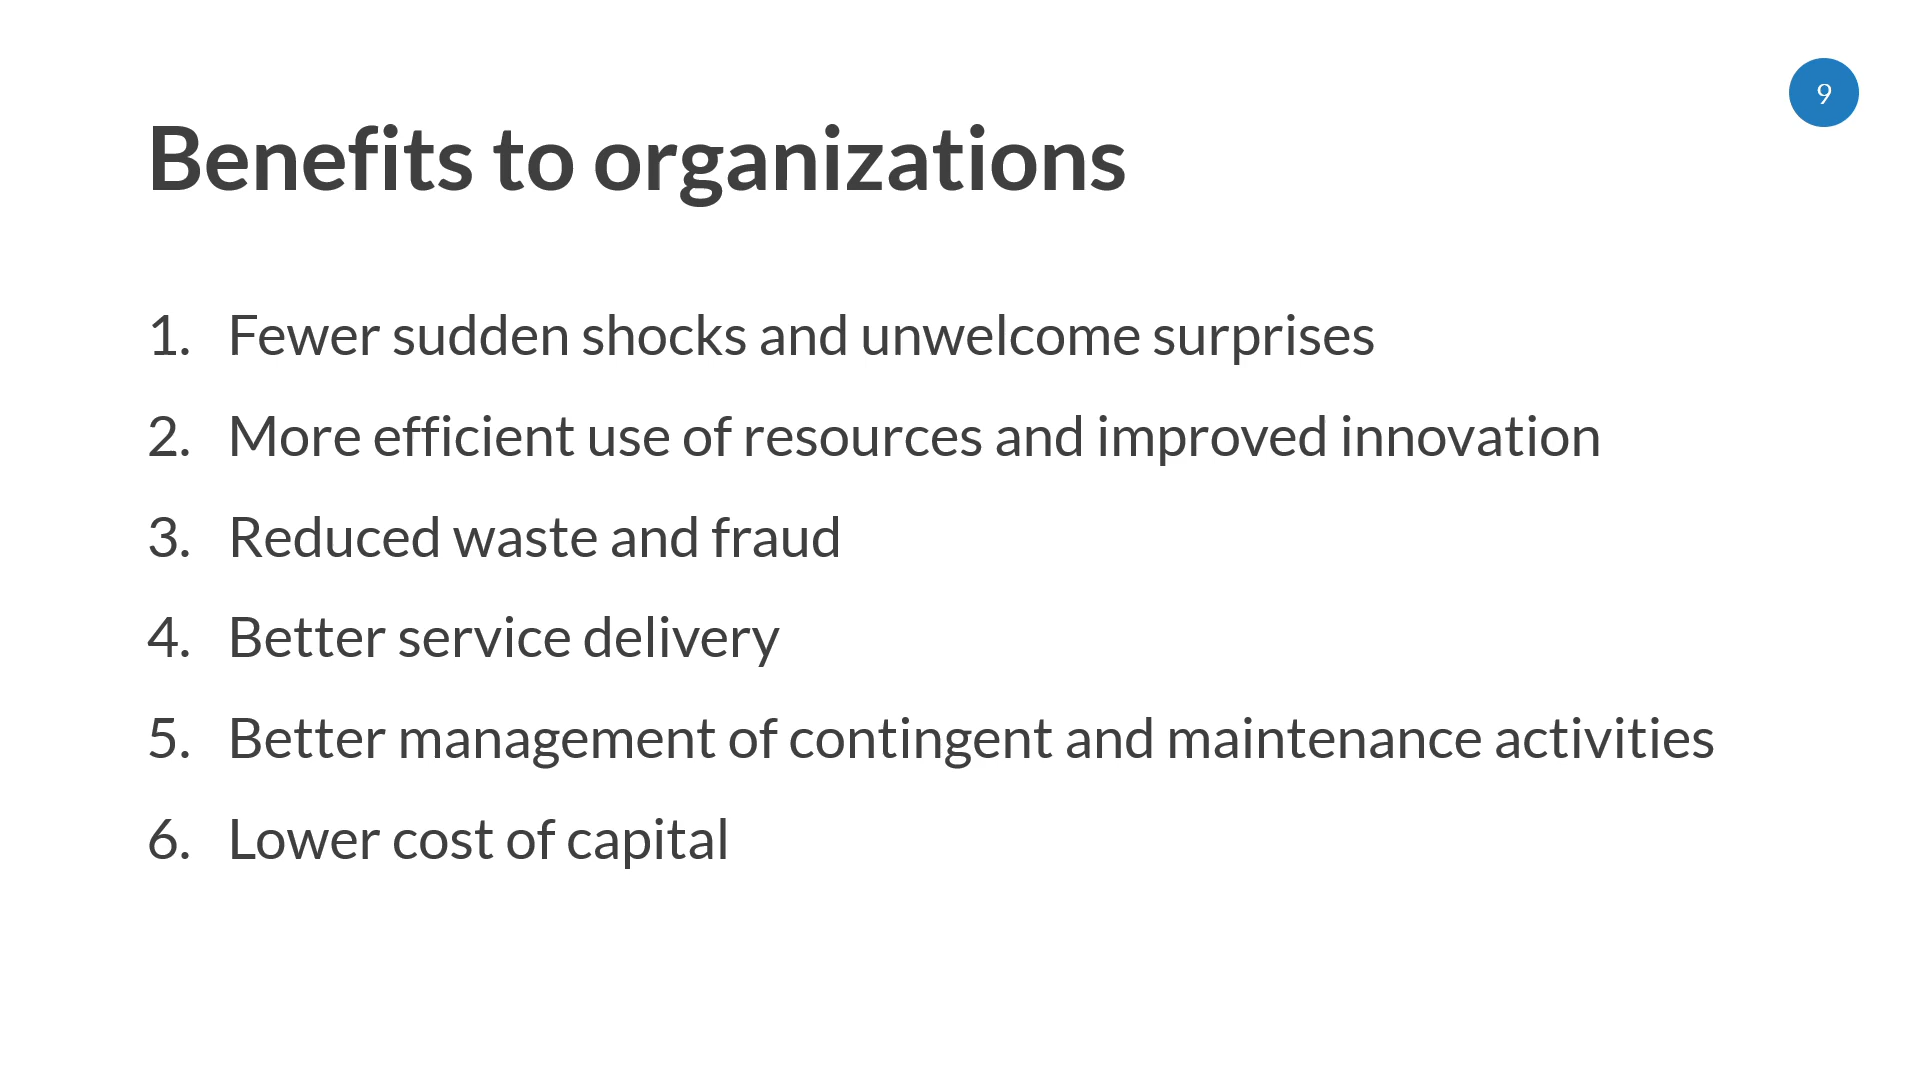 9
Benefits to organizations
1. Fewer sudden shocks and unwelcome surprises
2. More efficient use of resources and improved innovation
3. Reduced waste and fraud
4. Better service delivery
5. Better management of contingent and maintenance activities
6. Lower cost of capital